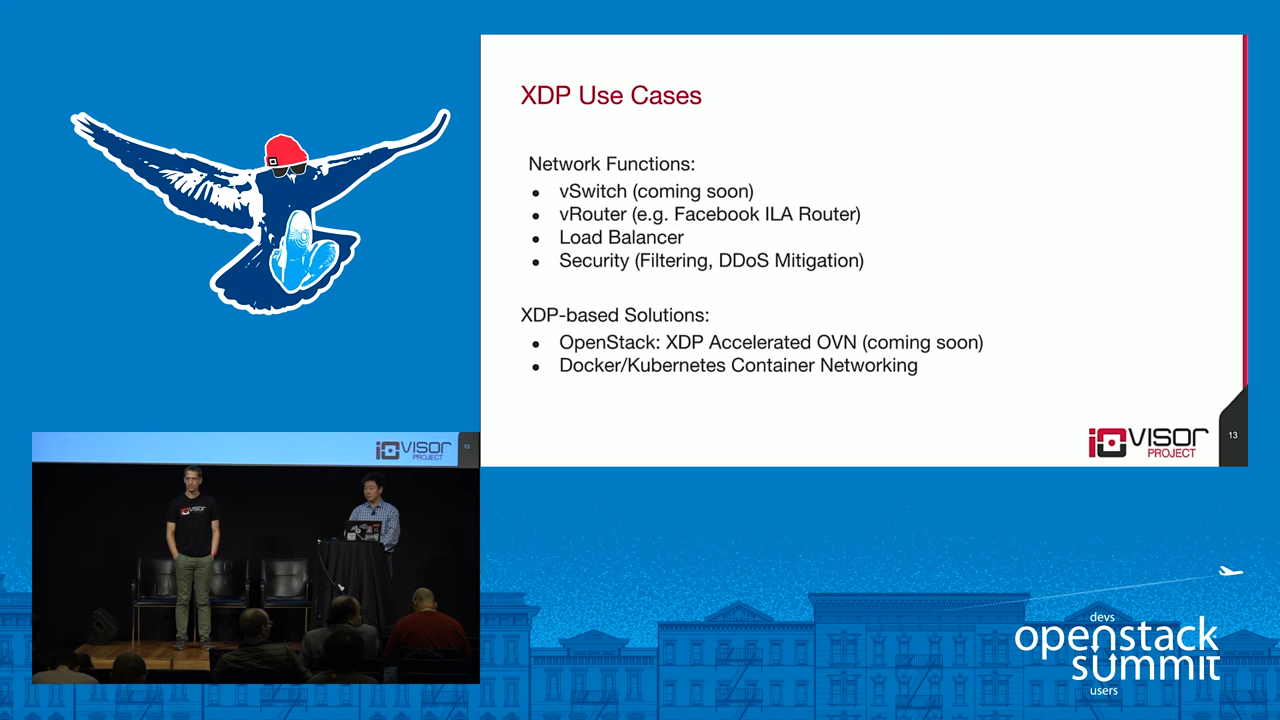 XDP Use Cases
Network Functions:
• vSwitch (coming soon)
• vRouter (e.g. Facebook ILA Router)
• Load Balancer
• Security (Filtering, DDoS Mitigation)
XDP-based Solutions:
• OpenStack: XDP Accelerated OVN (coming soon)
• Docker/Kubernetes Container Networking
iOVISOR
PROJECT
13
iOVISOR
PROJECT
13
iOVISOR
devs
openstack
summit
users